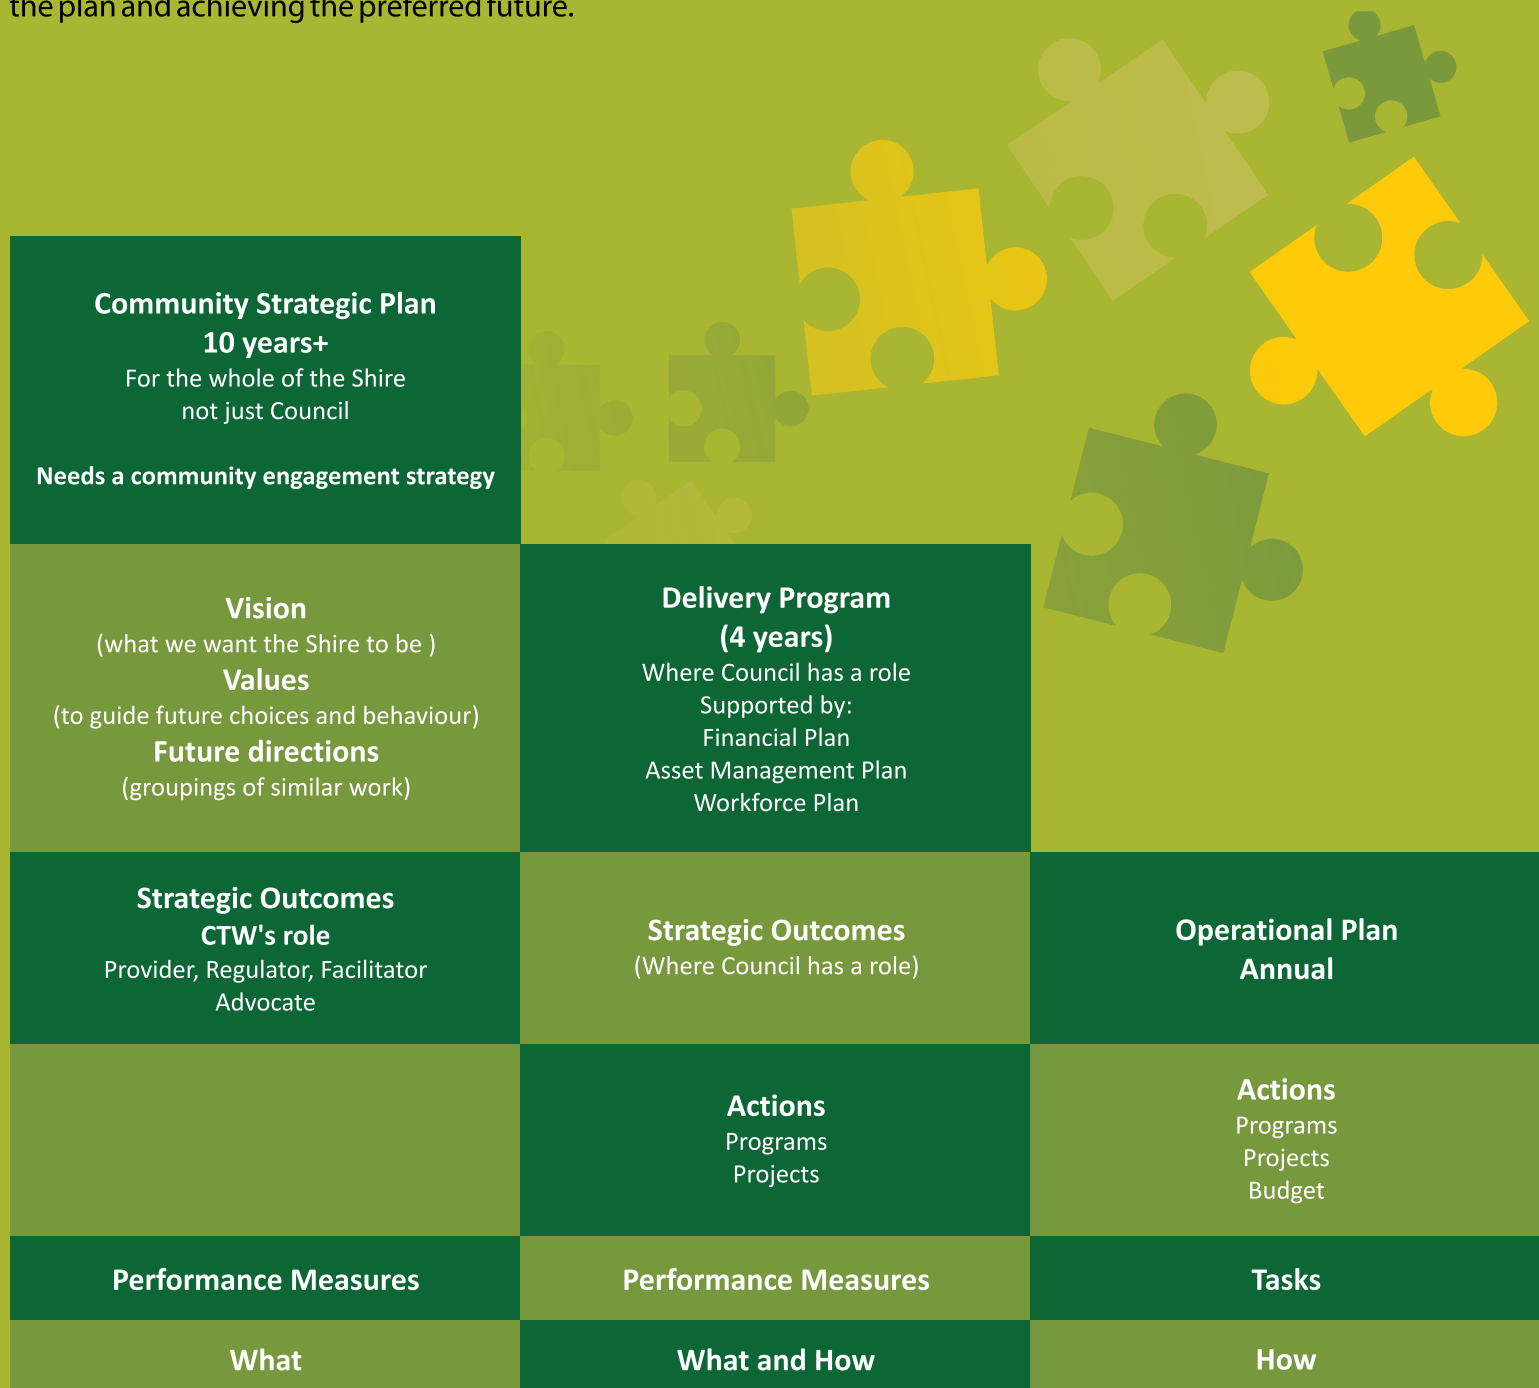 the plan and achieving the preferred future.
Community Strategic Plan
10 years+
For the whole of the Shire
not just Council
Needs a community engagement strategy
Vision
(what we want the Shire to be )
Values
(to guide future choices and behaviour)
Future directions
(groupings of similar work)
Delivery Program
(4 years)
Where Council has a role
Supported by:
Financial Plan
Asset Management Plan
Workforce Plan
Strategic Outcomes
CTW's role
Provider, Regulator, Facilitator
Advocate
Strategic Outcomes
(Where Council has a role)
Operational Plan
Annual
Actions
Programs
Projects
Actions
Programs
Projects
Budget
Performance Measures
Performance Measures
Tasks
What
What and How
How